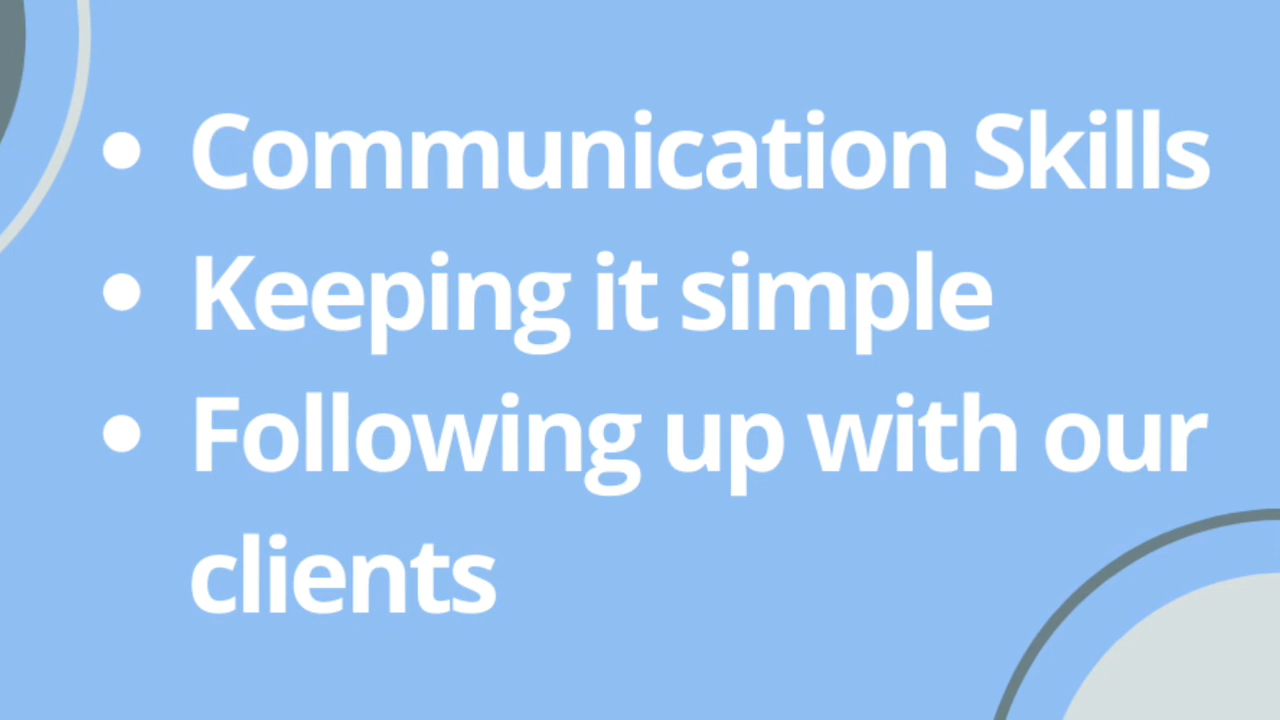 • Communication Skills
• Keeping it simple
• Following up with our
clients